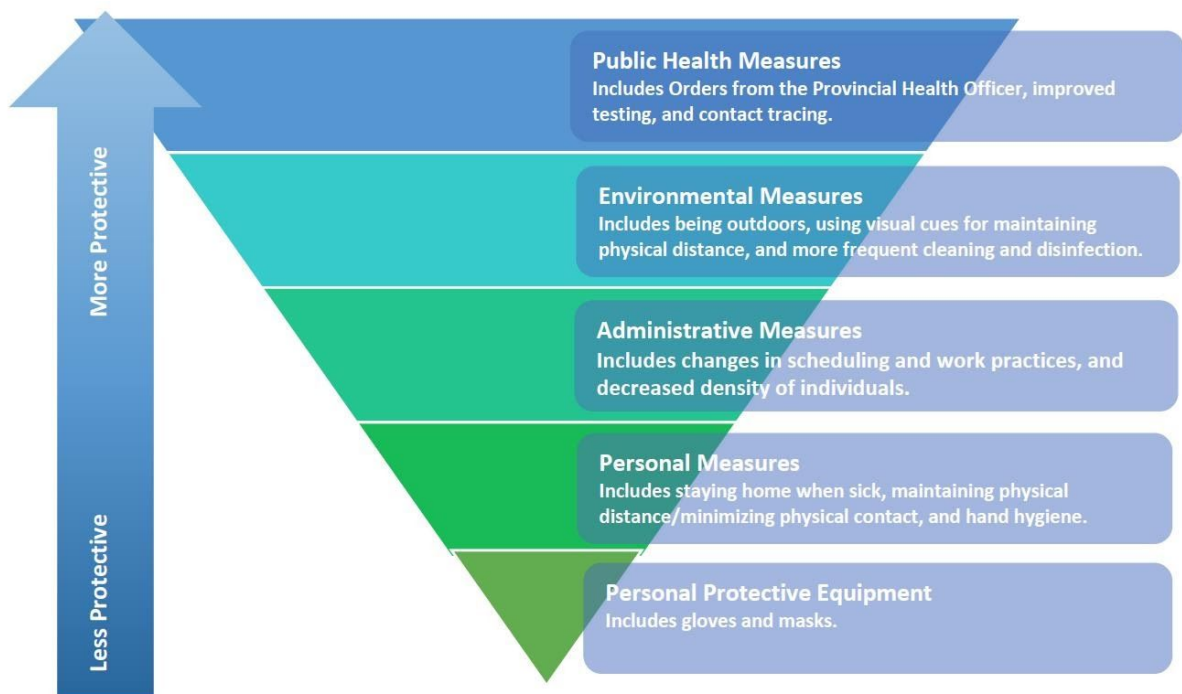 More Protective
Less Protective
Public Health Measures
Includes Orders from the Provincial Health Officer, improved
testing, and contact tracing.
Environmental Measures
Includes being outdoors, using visual cues for maintaining
physical distance, and more frequent cleaning and disinfection.
Administrative Measures
Includes changes in scheduling and work practices, and
decreased density of individuals.
Personal Measures
Includes staying home when sick, maintaining physical
distance/minimizing physical contact, and hand hygiene.
Personal Protective Equipment
Includes gloves and masks.